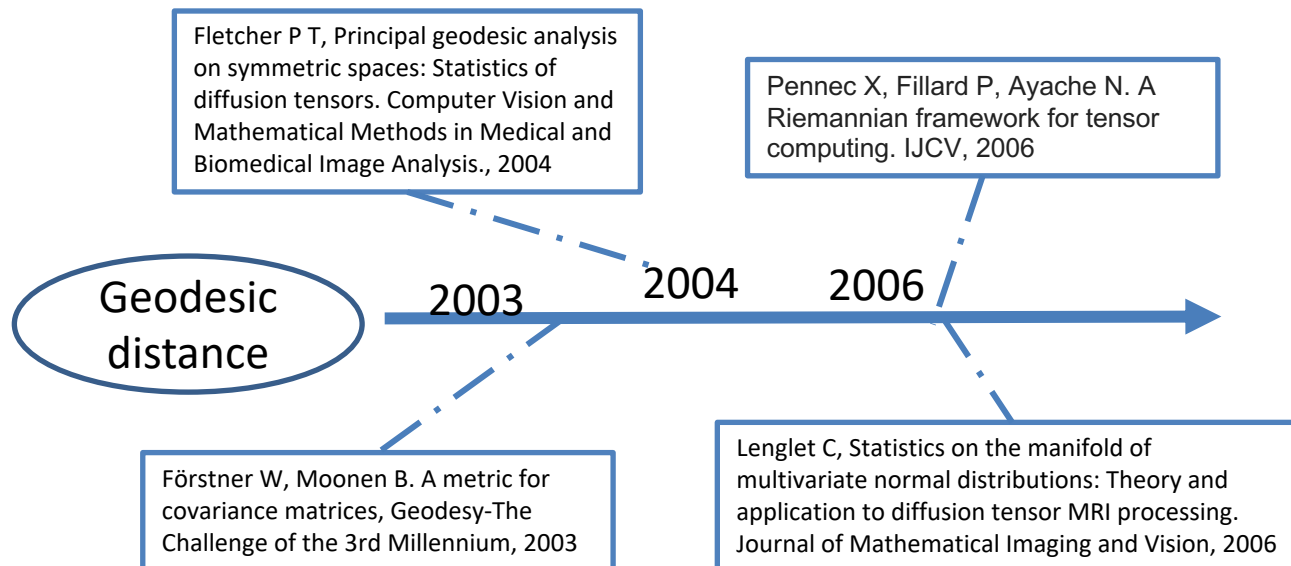 Fletcher P T, Principal geodesic analysis
on symmetric spaces: Statistics of
diffusion tensors. Computer Vision and
Mathematical Methods in Medical and
Biomedical Image Analysis., 2004
Pennec X, Fillard P, Ayache N. A
Riemannian framework for tensor
computing. IJCV, 2006
Geodesic
distance
2003
2004
2006
Förstner W, Moonen B. A metric for
covariance matrices, Geodesy-The
Challenge of the 3rd Millennium, 2003
Lenglet C, Statistics on the manifold of
multivariate normal distributions: Theory and
application to diffusion tensor MRI processing.
Journal of Mathematical Imaging and Vision, 2006